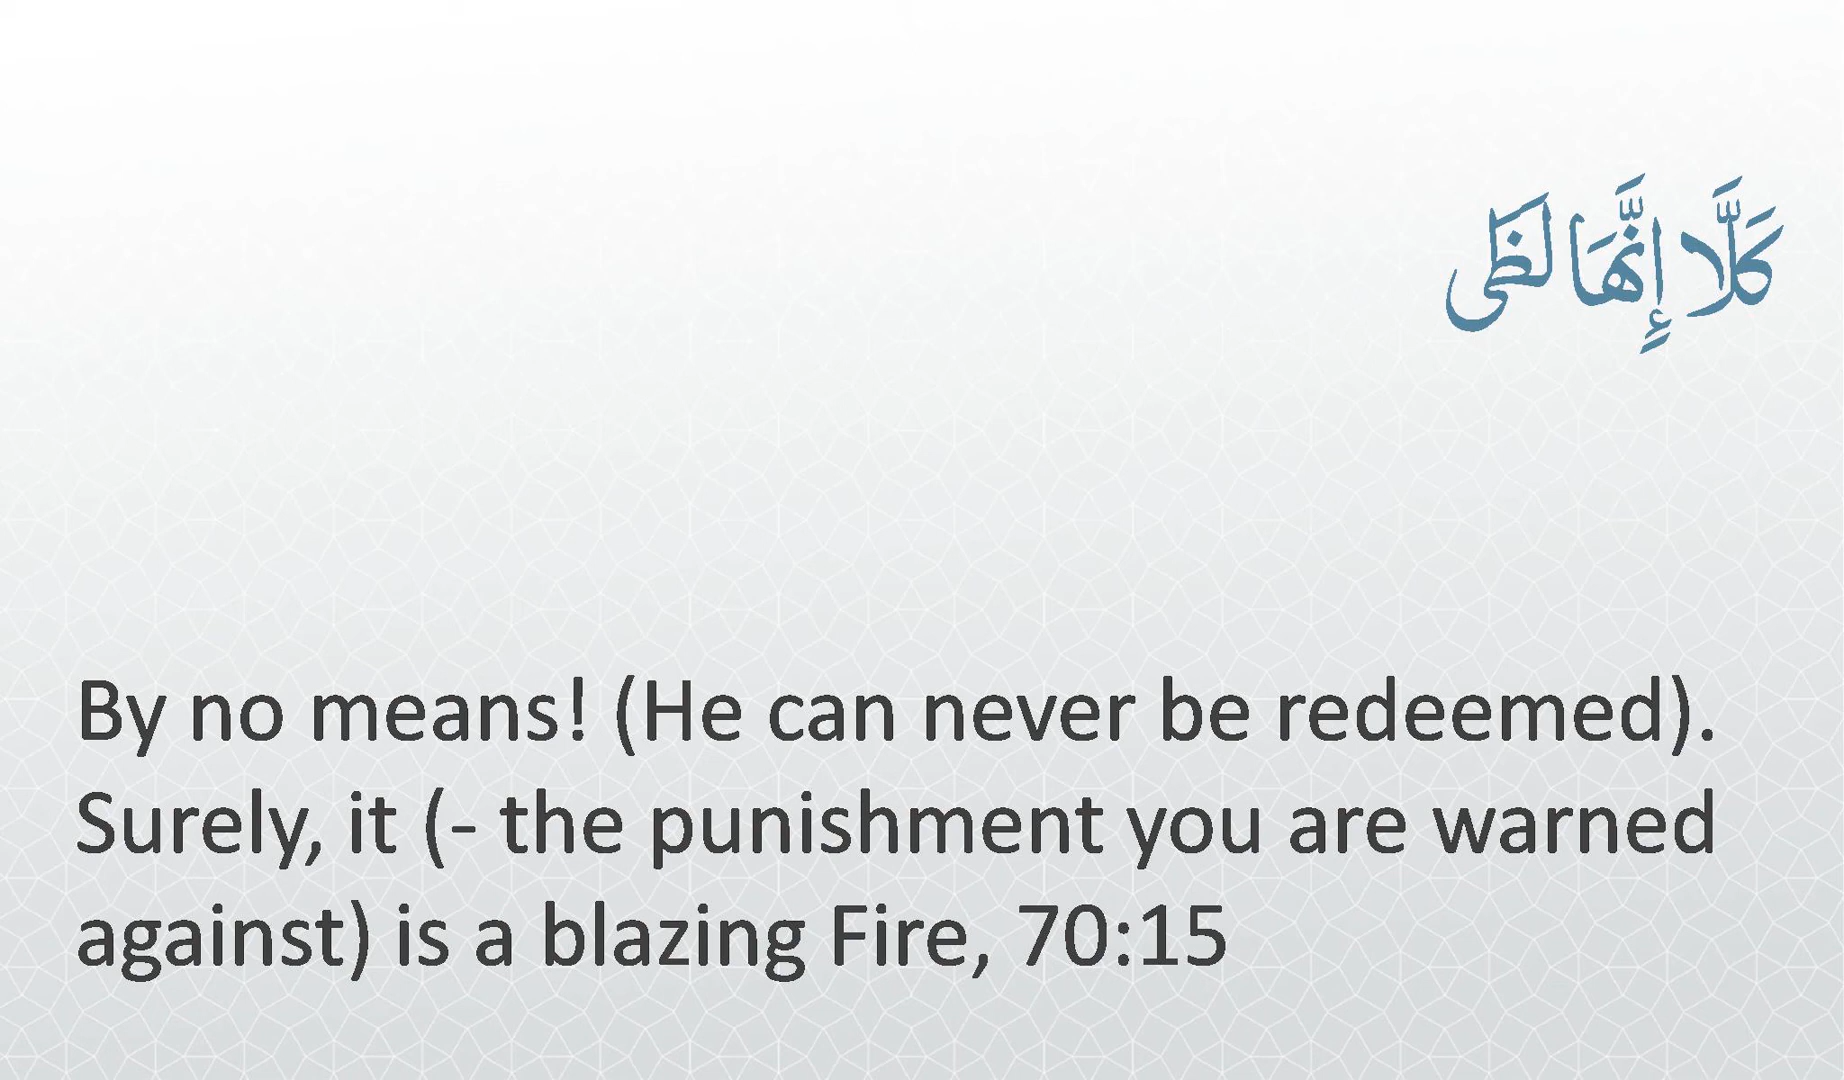 كَلَّا إِنَّهَا لَظَىٰ
By no means! (He can never be redeemed).
Surely, it (- the punishment you are warned
against) is a blazing Fire, 70:15